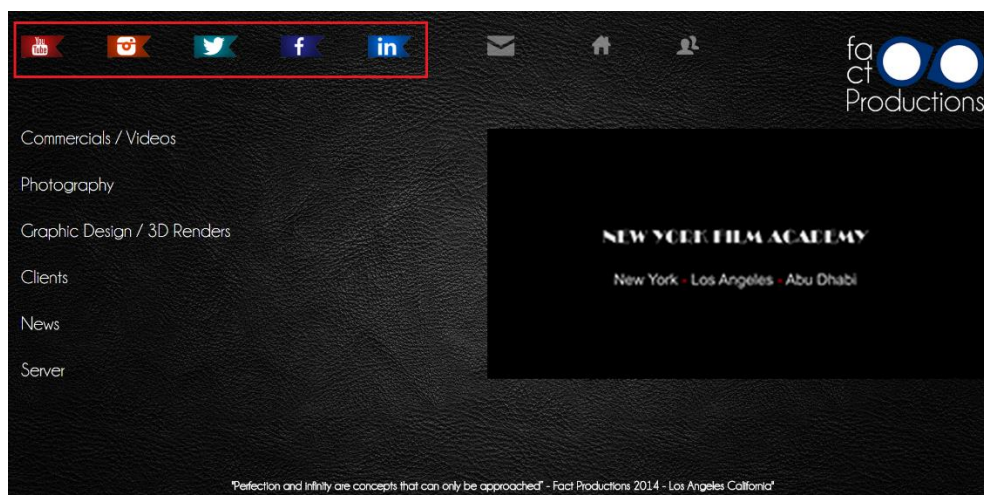 You
Tube
f
in
fa
ct
Productions
Commercials / Videos
Photography
Graphic Design / 3D Renders
Clients
News
Server
NEW YORK FILM ACADEMY
New York - Los Angeles - Abu Dhabi
"Perfection and infinity are concepts that can only be approached" - Fact Productions 2014 - Los Angeles California"